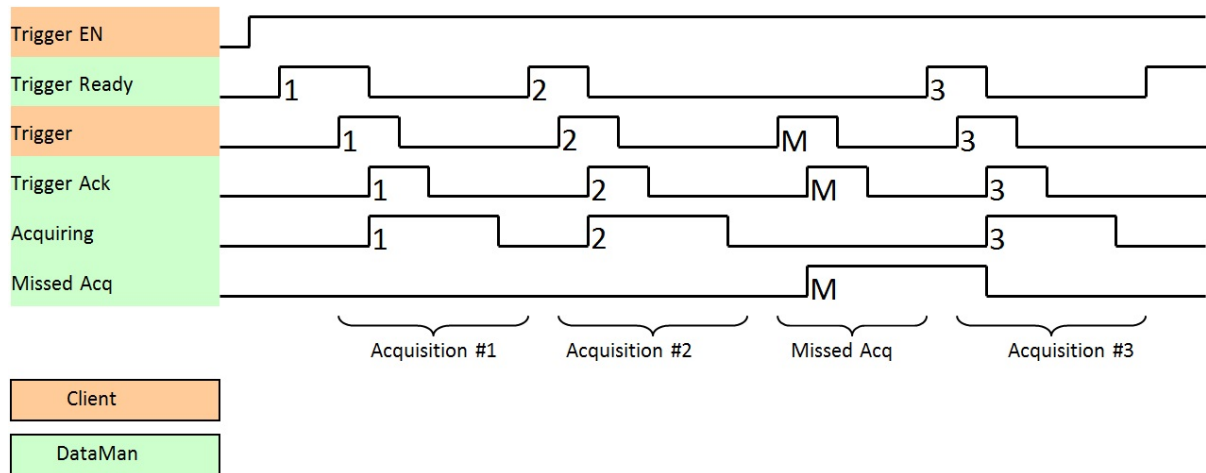 Trigger EN
Trigger Ready
1
2
3
Trigger
1
2
M
3
Trigger Ack
1
2
M
3
Acquiring
1
2
3
Missed Acq
M
Acquisition #1
Acquisition #2
Missed Acq
Acquisition #3
Client
DataMan